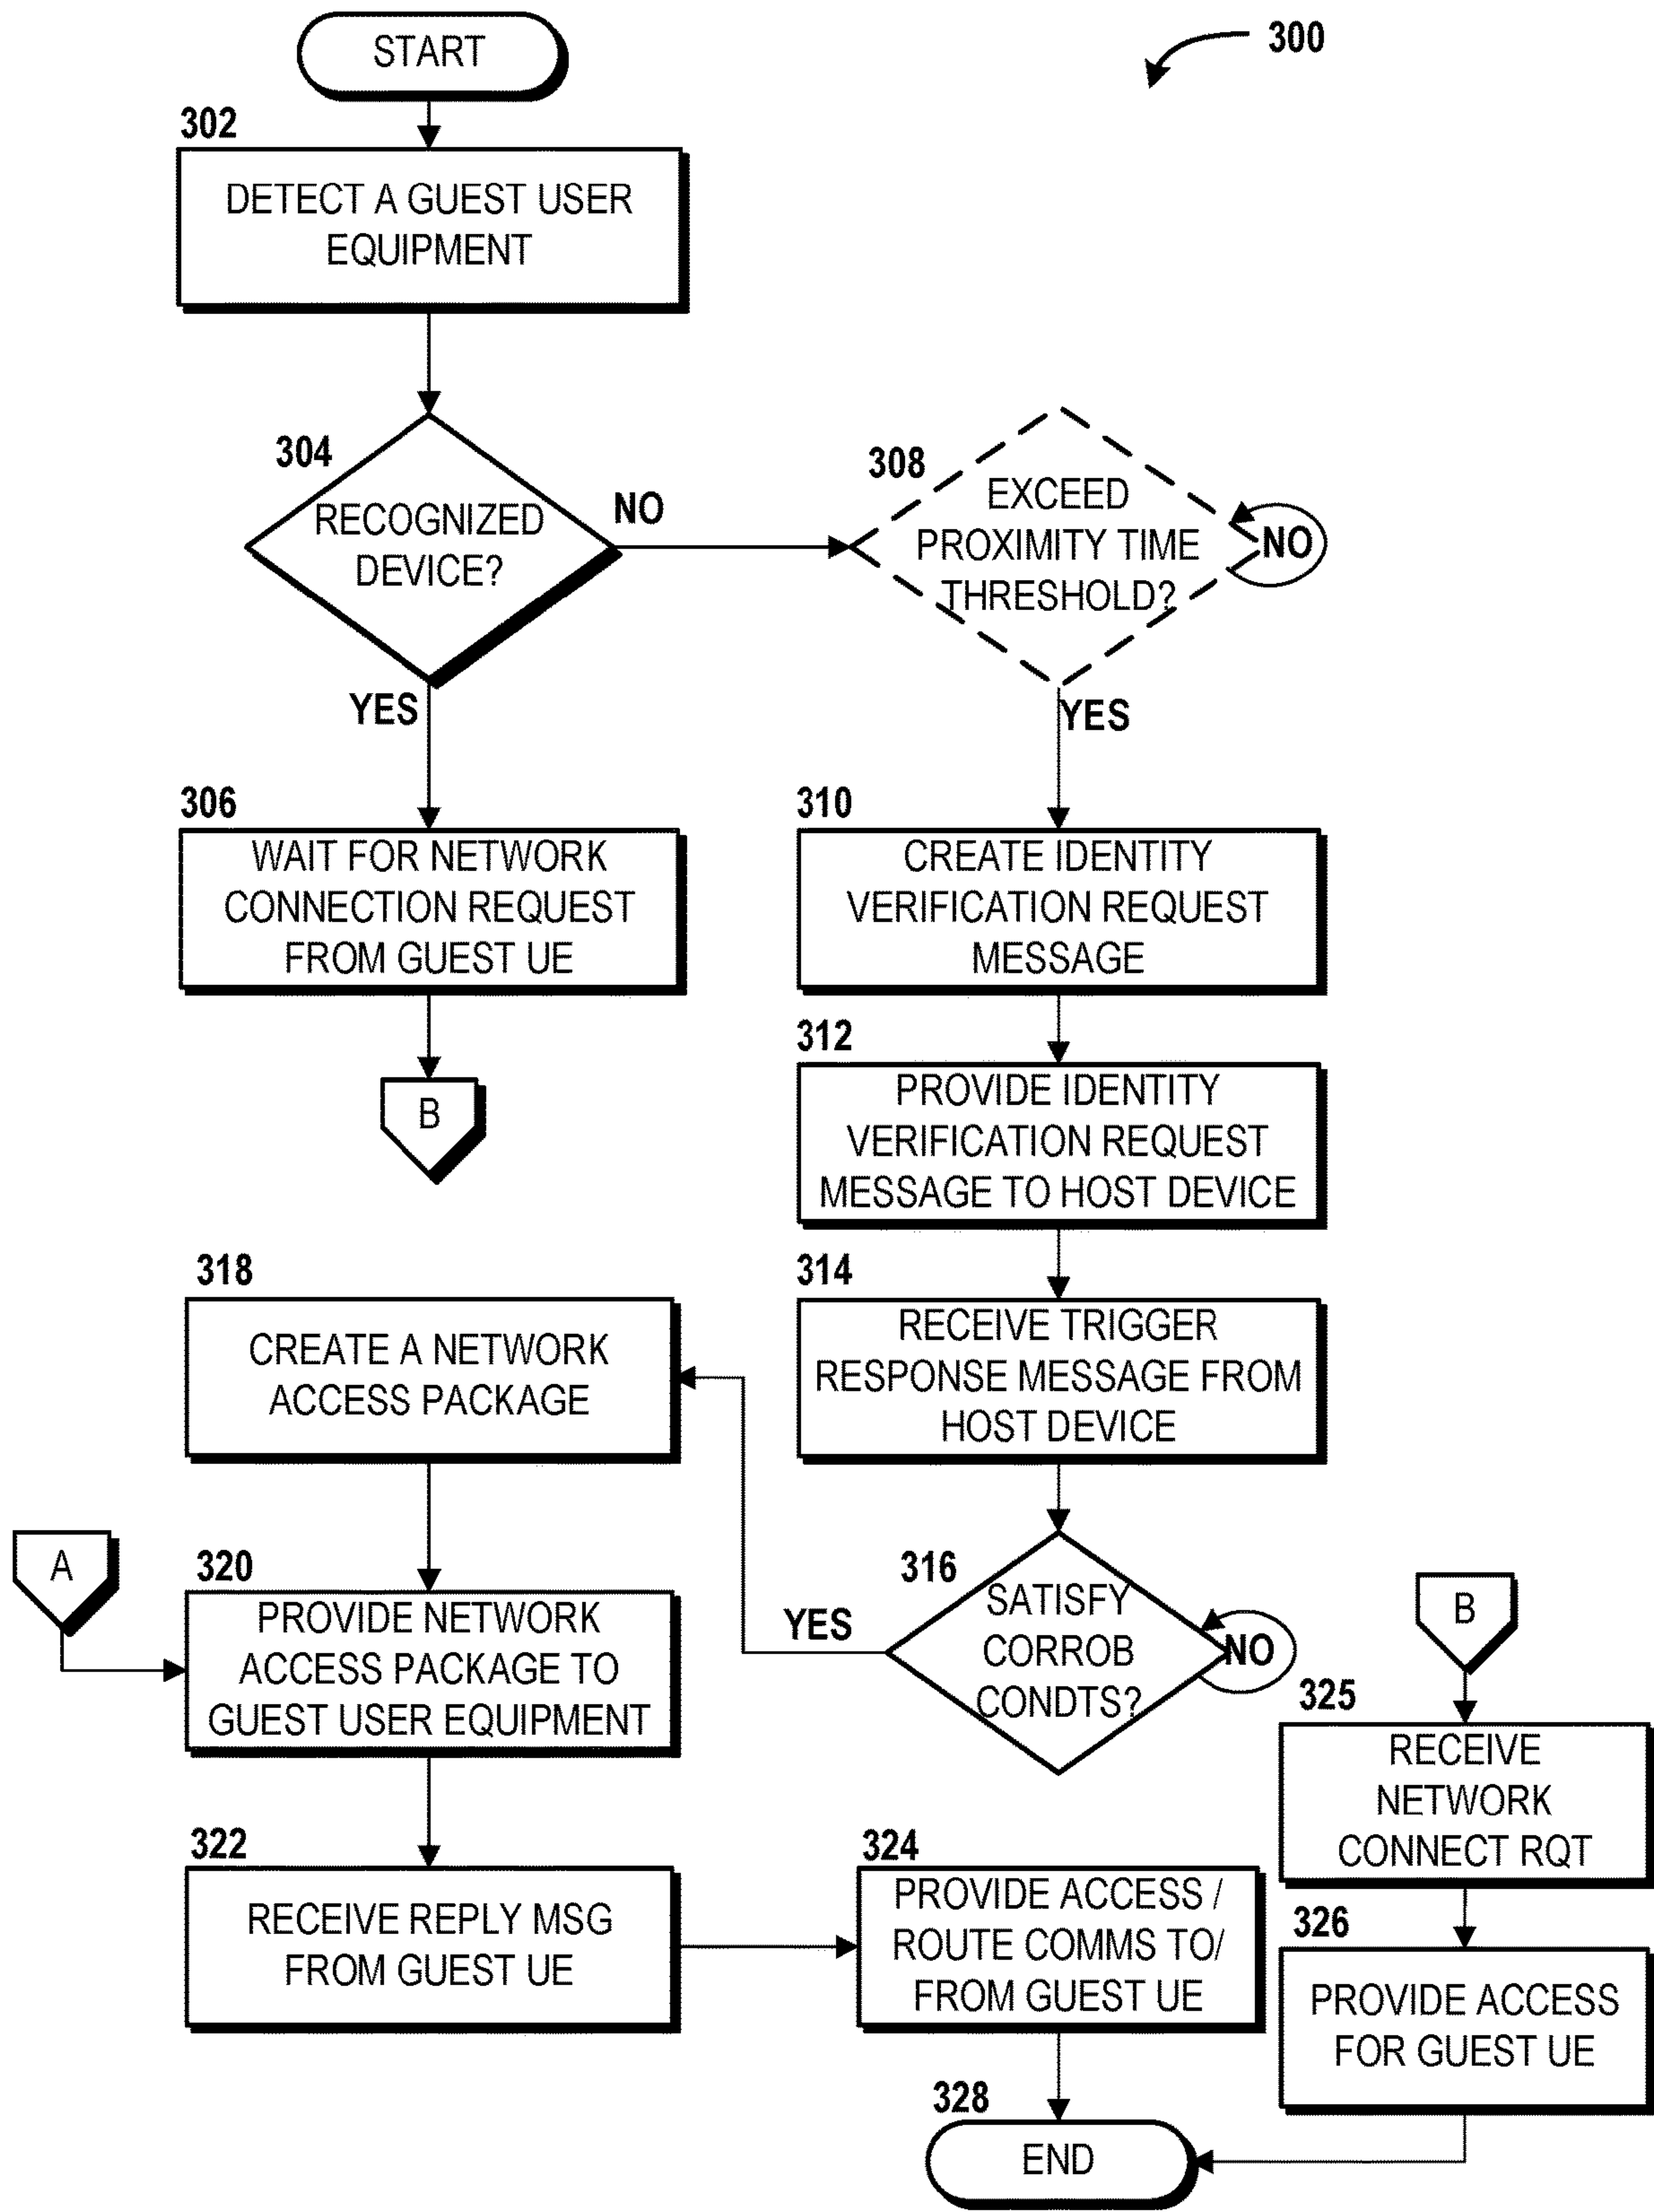 START
300
302
DETECT A GUEST USER
EQUIPMENT
304
RECOGNIZED
DEVICE?
NO
YES
308
EXCEED
PROXIMITY TIME
THRESHOLD?
NO
YES
306
WAIT FOR NETWORK
CONNECTION REQUEST
FROM GUEST UE
B
310
CREATE IDENTITY
VERIFICATION REQUEST
MESSAGE
312
PROVIDE IDENTITY
VERIFICATION REQUEST
MESSAGE TO HOST DEVICE
314
RECEIVE TRIGGER
RESPONSE MESSAGE FROM
HOST DEVICE
316
SATISFY
CORROB
CONDTS?
NO
YES
318
CREATE A NETWORK
ACCESS PACKAGE
A
320
PROVIDE NETWORK
ACCESS PACKAGE TO
GUEST USER EQUIPMENT
322
RECEIVE REPLY MSG
FROM GUEST UE
324
PROVIDE ACCESS /
ROUTE COMMS TO/
FROM GUEST UE
B
325
RECEIVE
NETWORK
CONNECT RQT
326
PROVIDE ACCESS
FOR GUEST UE
328
END